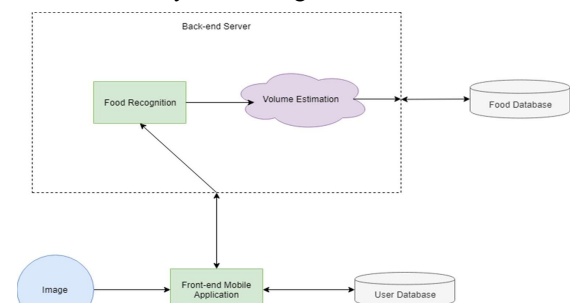 Back-end Server
Food Recognition
Volume Estimation
Food Database
Image
Front-end Mobile
Application
User Database